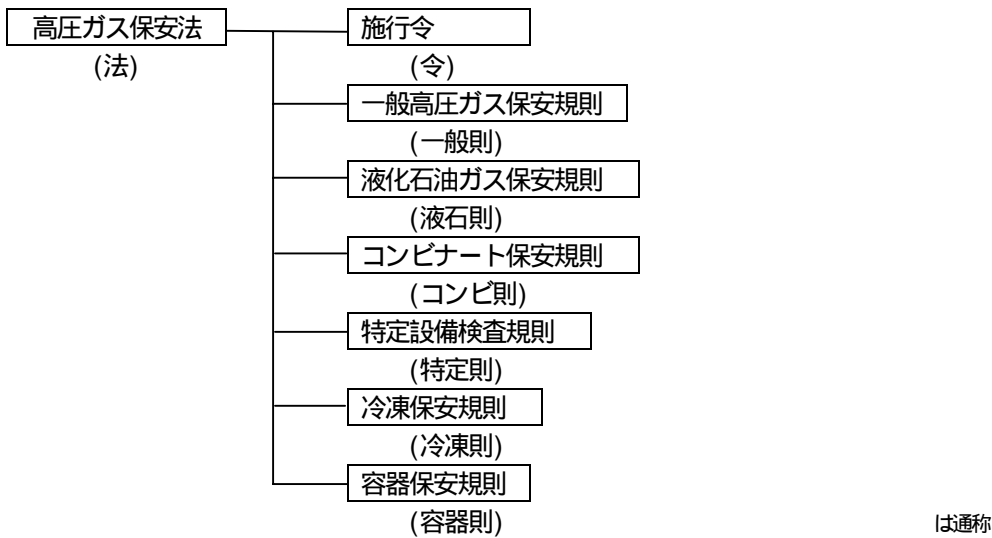 高圧ガス保安法 施行令
(法) (令)
一般高圧ガス保安規則
(一般則)
液化石油ガス保安規則
(液石則)
コンビナート保安規則
(コンビ則)
特定設備検査規則
(特定則)
冷凍保安規則
(冷凍則)
容器保安規則
(容器則) は通称